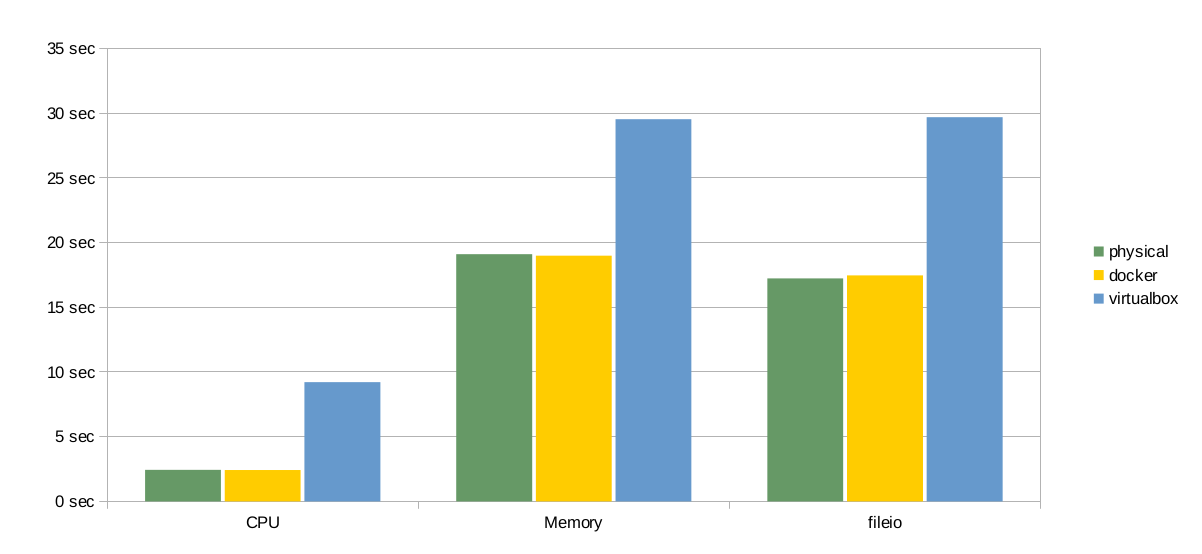 35 sec
30 sec
25 sec
20 sec
15 sec
10 sec
5 sec
0 sec
CPU
Memory
fileio
physical
docker
virtualbox